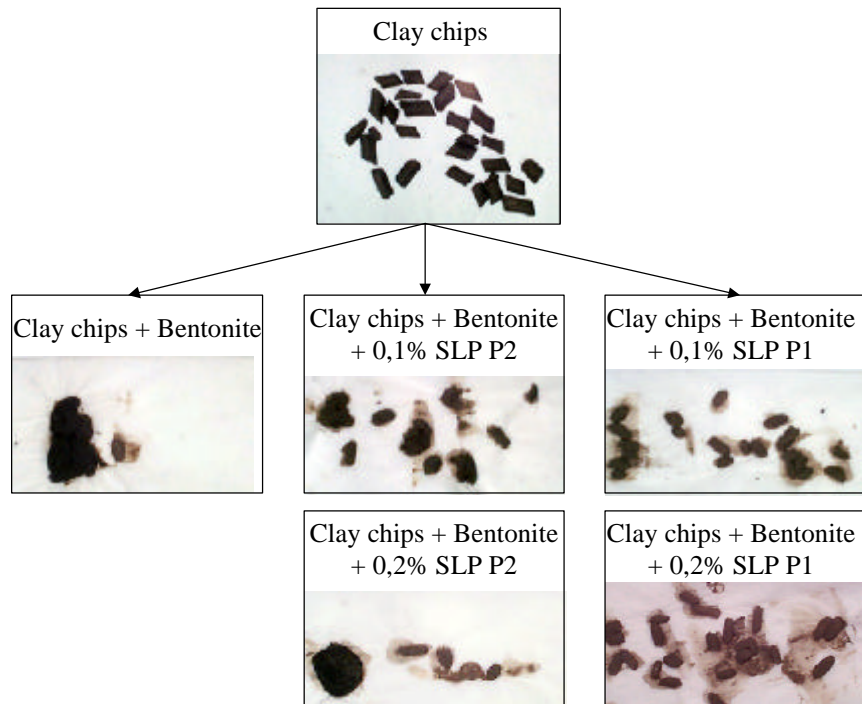 Clay chips
Clay chips + Bentonite
Clay chips + Bentonite
+ 0,1% SLP P2
Clay chips + Bentonite
+ 0,1% SLP P1
Clay chips + Bentonite
+ 0,2% SLP P2
Clay chips + Bentonite
+ 0,2% SLP P1